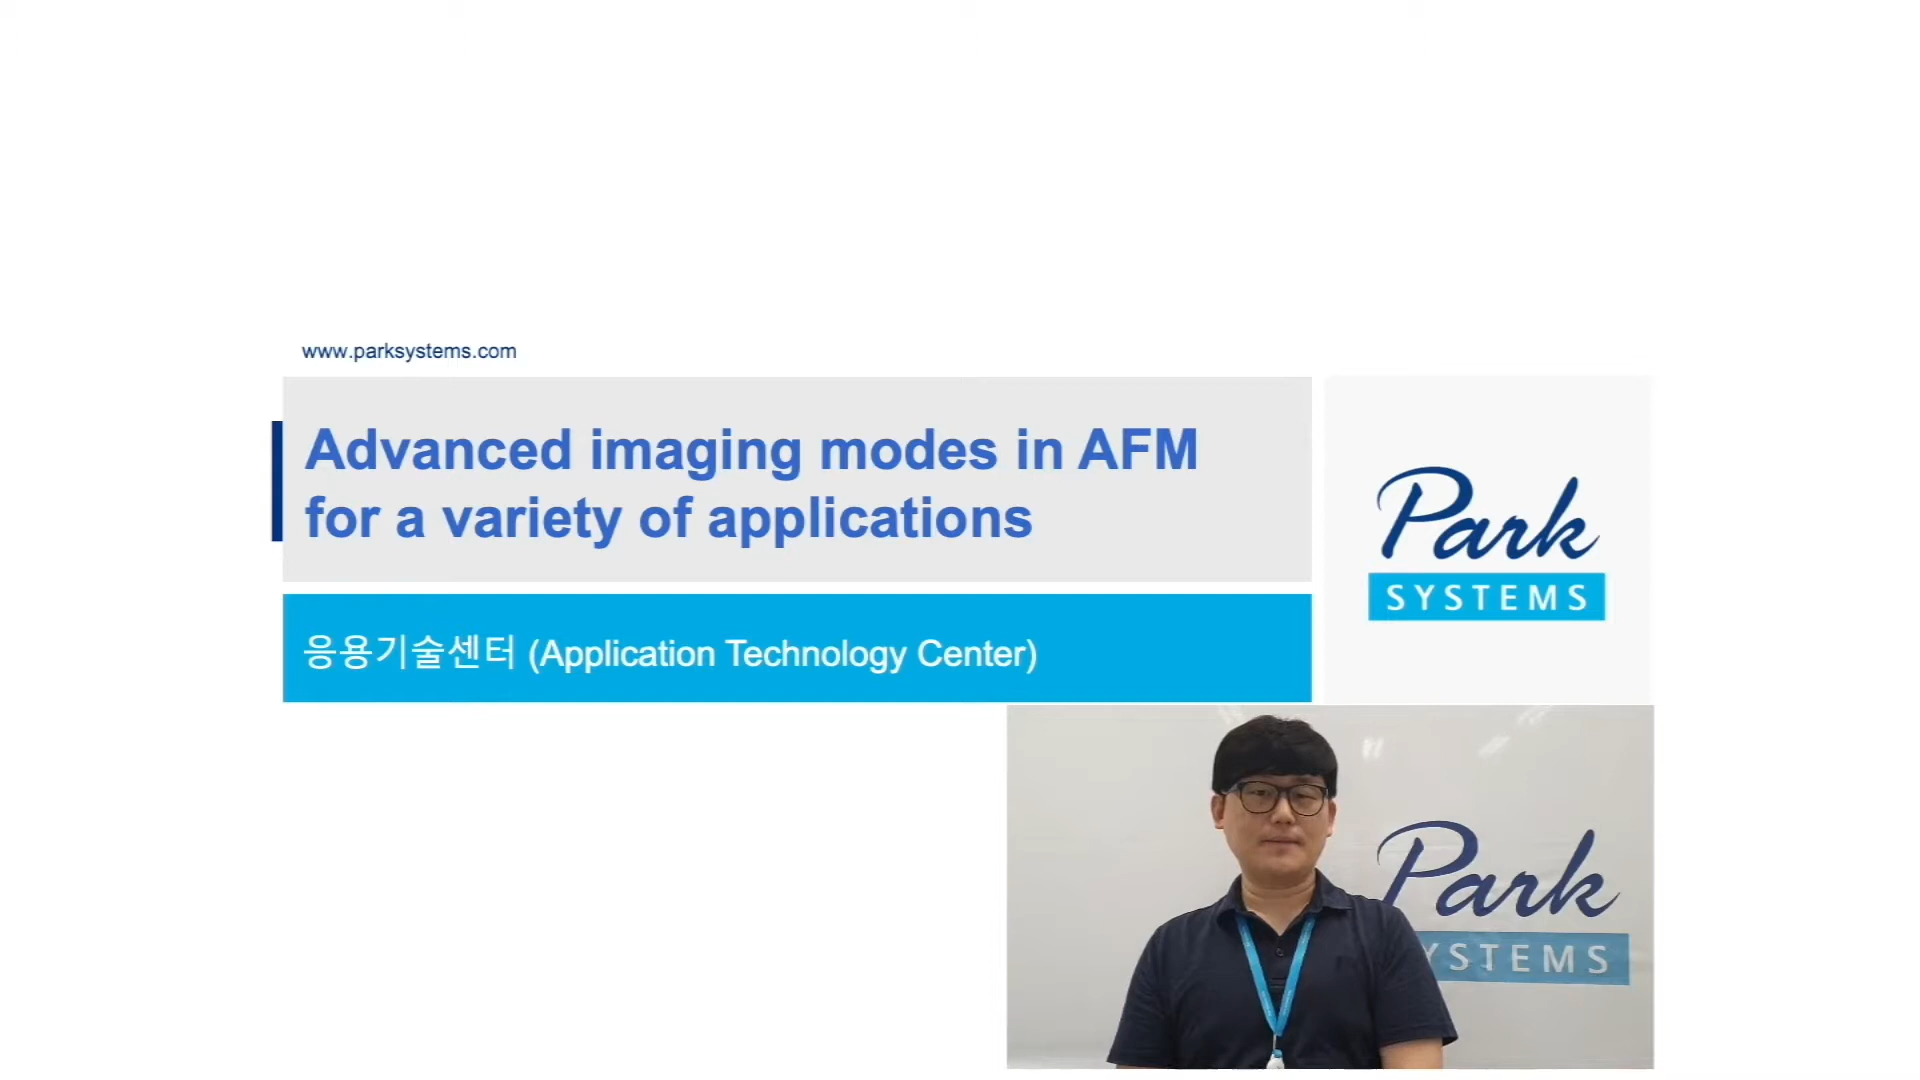 www.parksystems.com
Advanced imaging modes in AFM
for a variety of applications
응용기술센터 (Application Technology Center)
Park
SYSTEMS
Park
YSTEMS